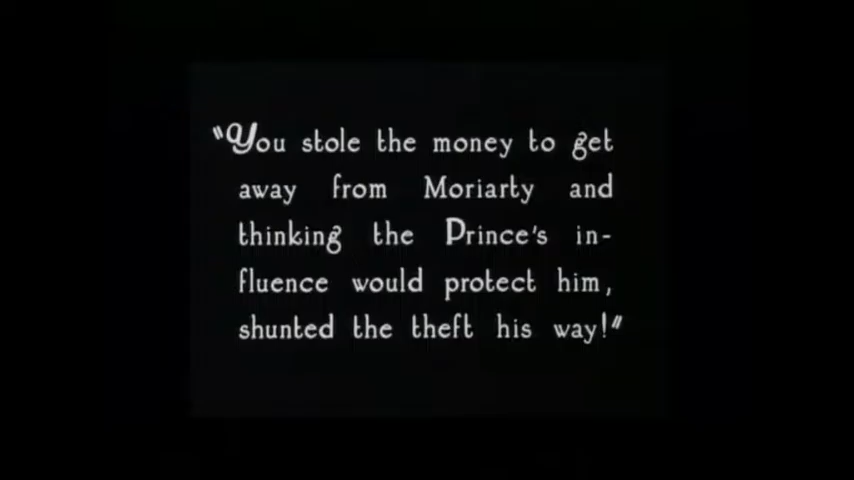 "You stole the money to get
away from Moriarty and
thinking the Prince's in-
fluence would protect him,
shunted the theft his way!"